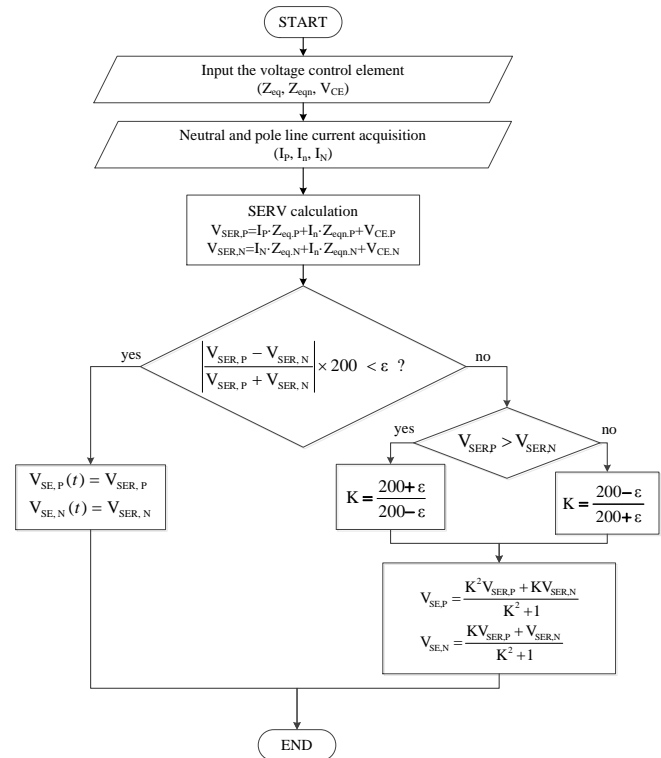 START
Input the voltage control element
(Z_eq, Z_eqn, V_CE)
Neutral and pole line current acquisition
(I_P, I_n, I_N)
SERV calculation
V_SER,P=I_P·Z_eq.P+I_n·Z_eqn.P+V_CE.P
V_SER,N=I_N·Z_eq.N+I_n·Z_eqn.N+V_CE.N
|(V_SER, P − V_SER, N)/(V_SER, P + V_SER, N)| × 200 < ε ?
yes
no
V_SE, P(t) = V_SER, P
V_SE, N(t) = V_SER, N
V_SER,P > V_SER,N
yes
no
K = (200+ε)/(200−ε)
K = (200−ε)/(200+ε)
V_SE,P = (K²V_SER,P + KV_SER,N)/(K² +1)
V_SE,N = (KV_SER,P + V_SER,N)/(K² +1)
END